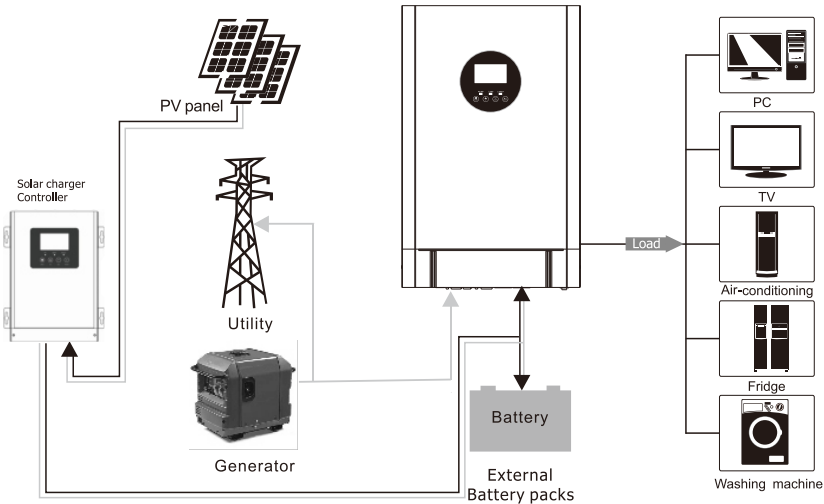 PV panel
Solar charger
Controller
Utility
Generator
Battery
External
Battery packs
Load
PC
TV
Air-conditioning
Fridge
Washing machine